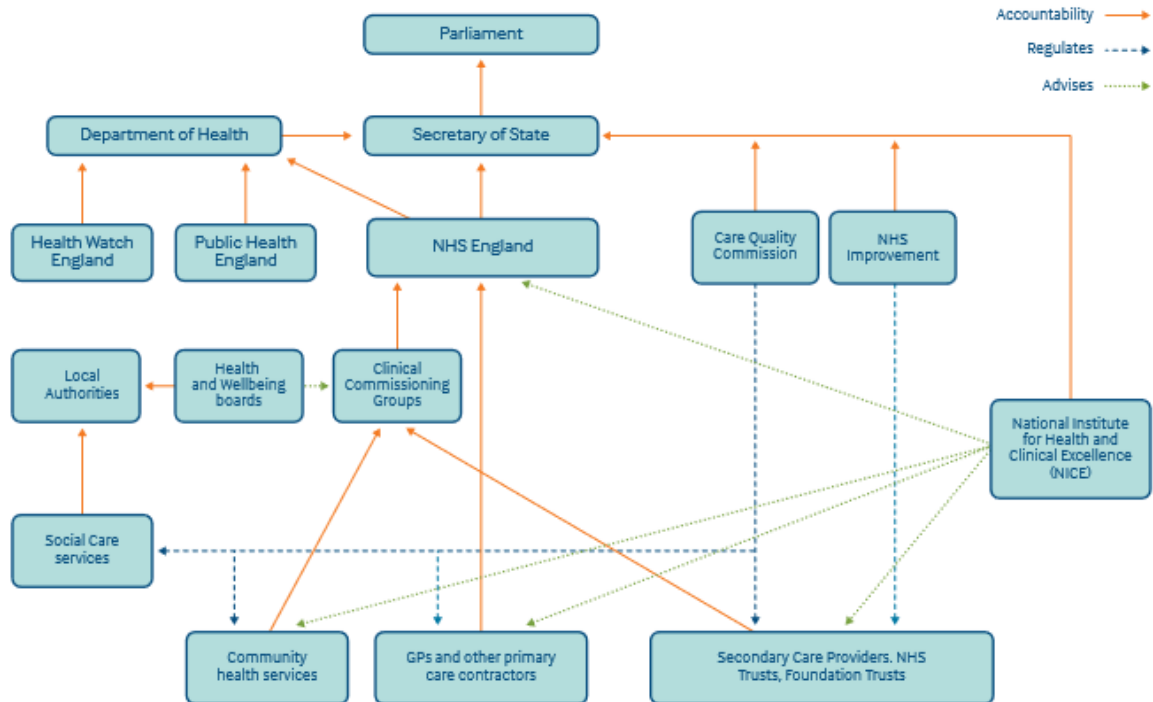 Accountability
Parliament
Regulates
Advises
Department of Health
Secretary of State
Health Watch
England
Public Health
England
NHS England
Care Quality
Commission
NHS
Improvement
Local
Authorities
Health
and Wellbeing
boards
Clinical
Commissioning
Groups
National Institute
for Health and
Clinical Excellence
(NICE)
Social Care
services
Community
health services
GPs and other primary
care contractors
Secondary Care Providers. NHS
Trusts, Foundation Trusts